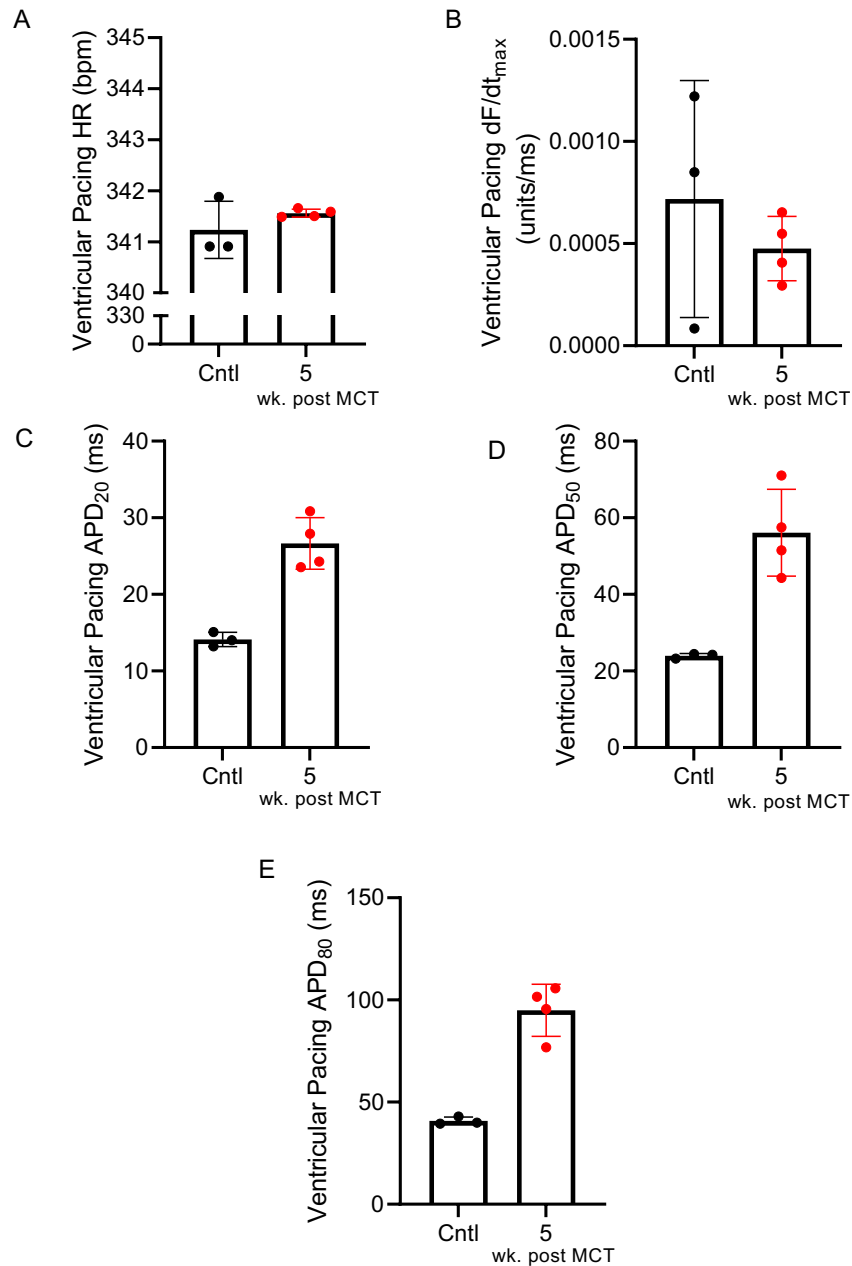 A
Ventricular Pacing HR (bpm)
345
344
343
342
341
340
330
0
Cntl
5
wk. post MCT
B
Ventricular Pacing dF/dtmax
(units/ms)
0.0015
0.0010
0.0005
0.0000
Cntl
5
wk. post MCT
C
Ventricular Pacing APD20 (ms)
40
30
20
10
0
Cntl
5
wk. post MCT
D
Ventricular Pacing APD50 (ms)
80
60
40
20
0
Cntl
5
wk. post MCT
E
Ventricular Pacing APD80 (ms)
150
100
50
0
Cntl
5
wk. post MCT